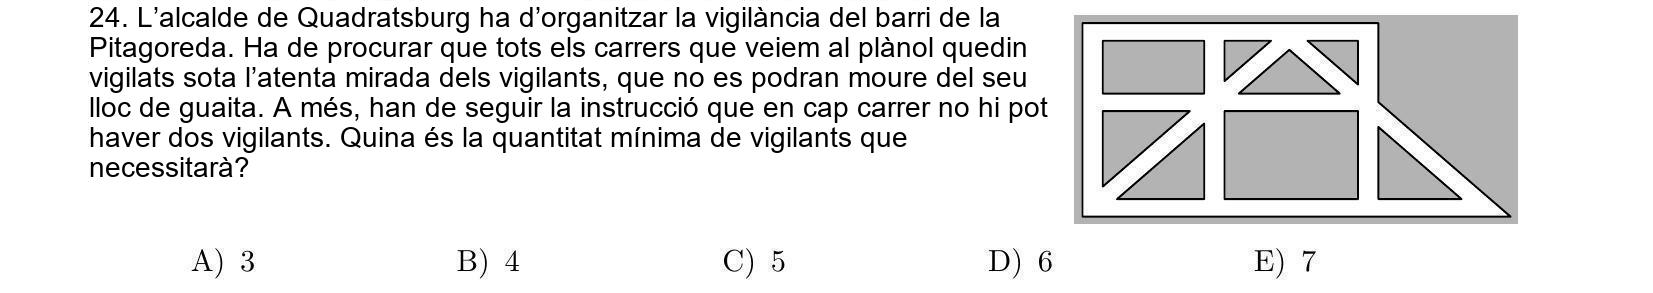 24. L’alcalde de Quadratsburg ha d’organitzar la vigilància del barri de la
Pitagoreda. Ha de procurar que tots els carrers que veiem al plànol quedin
vigilats sota l’atenta mirada dels vigilants, que no es podran moure del seu
lloc de guaita. A més, han de seguir la instrucció que en cap carrer no hi pot
haver dos vigilants. Quina és la quantitat mínima de vigilants que
necessitarà?
A) 3 B) 4 C) 5 D) 6 E) 7